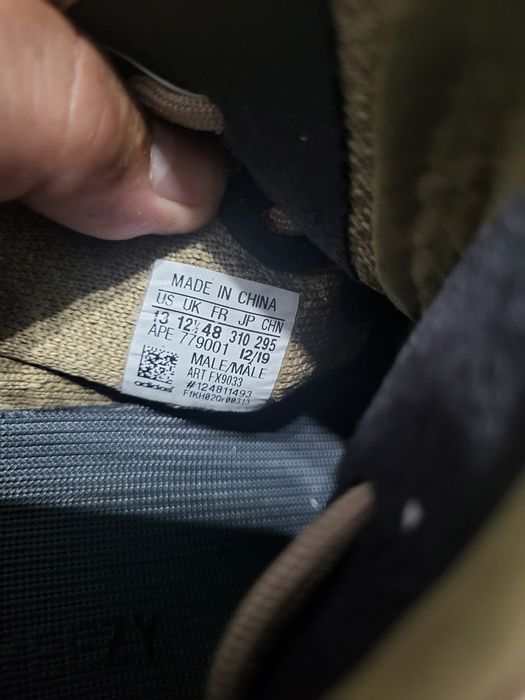 MADE IN CHINA
US UK FR JP CHN
13 12½ 48 310 295
APE 779001 12/19
MALE/MÂLE
ART FX9033
#124811493
adidas